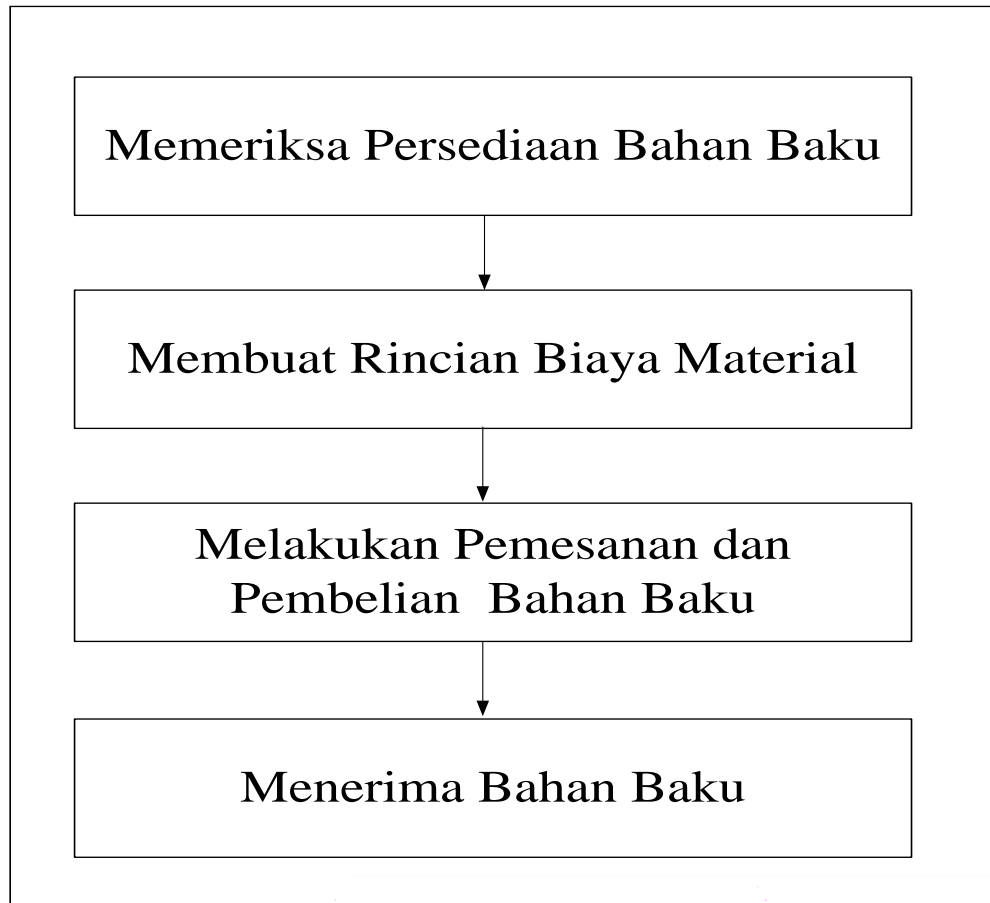 Memeriksa Persediaan Bahan Baku
Membuat Rincian Biaya Material
Melakukan Pemesanan dan
Pembelian  Bahan Baku
Menerima Bahan Baku